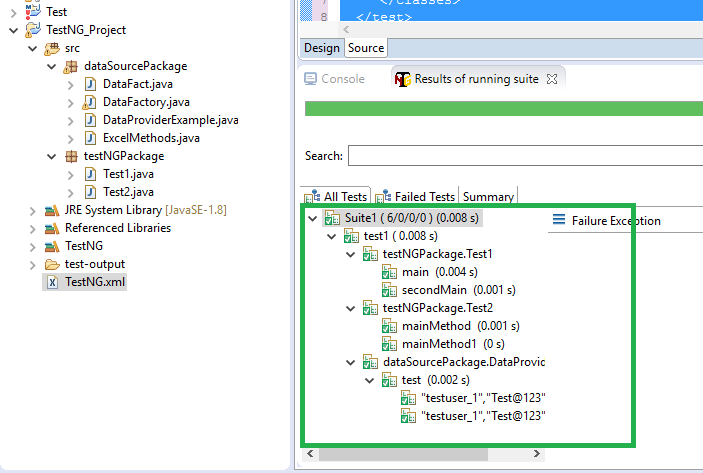 Test
TestNG_Project
src
dataSourcePackage
DataFact.java
DataFactory.java
DataProviderExample.java
ExcelMethods.java
testNGPackage
Test1.java
Test2.java
JRE System Library [JavaSE-1.8]
Referenced Libraries
TestNG
test-output
TestNG.xml
</classes>
8 </test>
Design Source
Console Results of running suite
Search:
All Tests Failed Tests Summary
Suite1 ( 6/0/0/0 ) (0.008 s)
Failure Exception
test1 ( 0.008 s)
testNGPackage.Test1
main (0.004 s)
secondMain (0.001 s)
testNGPackage.Test2
mainMethod (0.001 s)
mainMethod1 (0 s)
dataSourcePackage.DataProvid
test (0.002 s)
"testuser_1","Test@123"
"testuser_1","Test@123"